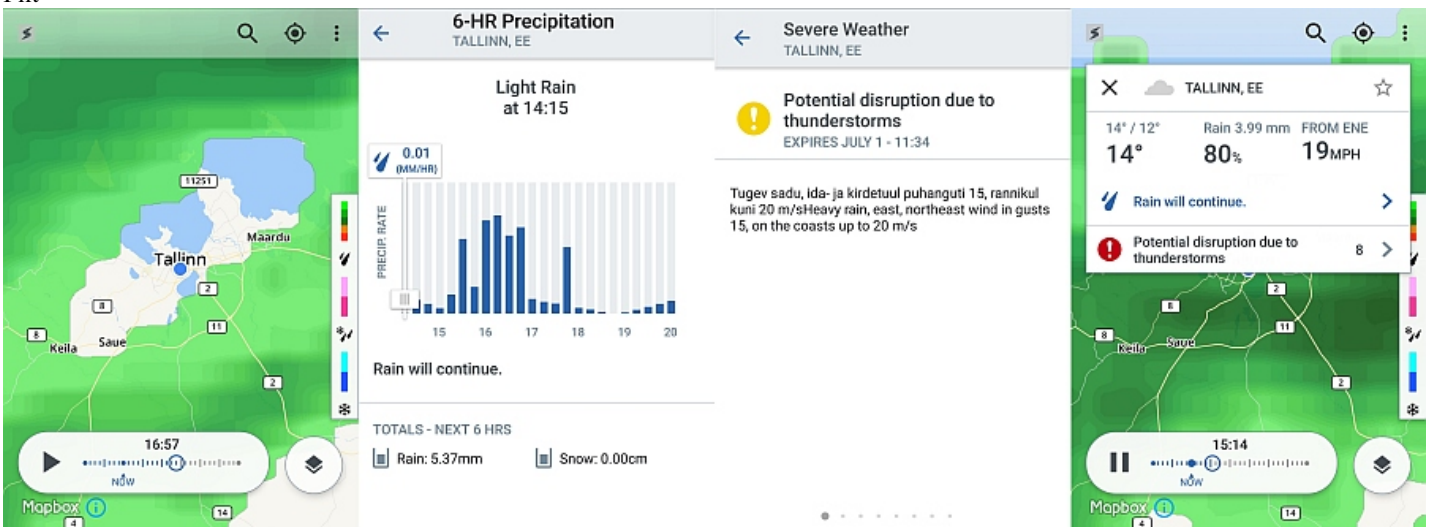 11251
Maardu
Tallinn
8
2
11
8
Keila
Saue
2
16:57
NOW
Mapbox
4
14
6-HR Precipitation
TALLINN, EE
Light Rain
at 14:15
0.01
(MM/HR)
PRECIP. RATE
15 16 17 18 19 20
Rain will continue.
TOTALS - NEXT 6 HRS
Rain: 5.37mm Snow: 0.00cm
Severe Weather
TALLINN, EE
Potential disruption due to
thunderstorms
EXPIRES JULY 1 - 11:34
Tugev sadu, ida- ja kirdetuul puhanguti 15, rannikul
kuni 20 m/sHeavy rain, east, northeast wind in gusts
15, on the coasts up to 20 m/s
TALLINN, EE
14° / 12° Rain 3.99 mm FROM ENE
14° 80% 19MPH
Rain will continue.
Potential disruption due to 8
thunderstorms
2
8
11
8
Keila
Saue
2
15:14
NOW
Mapbox
4
14